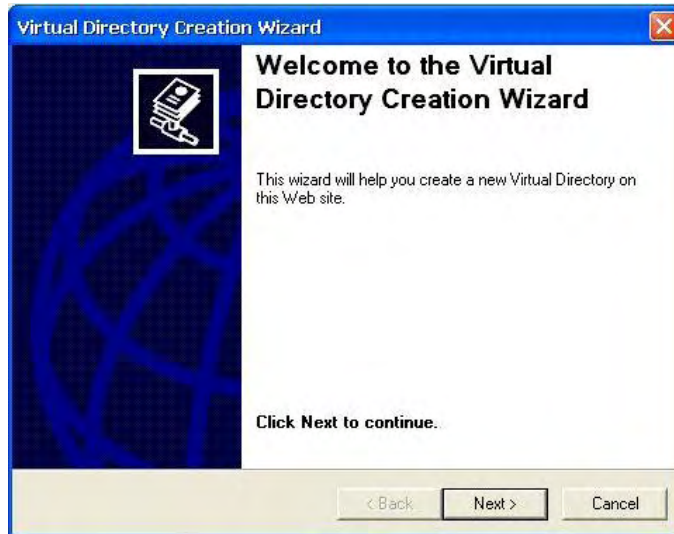 Virtual Directory Creation Wizard
Welcome to the Virtual
Directory Creation Wizard
This wizard will help you create a new Virtual Directory on
this Web site.
Click Next to continue.
< Back
Next >
Cancel